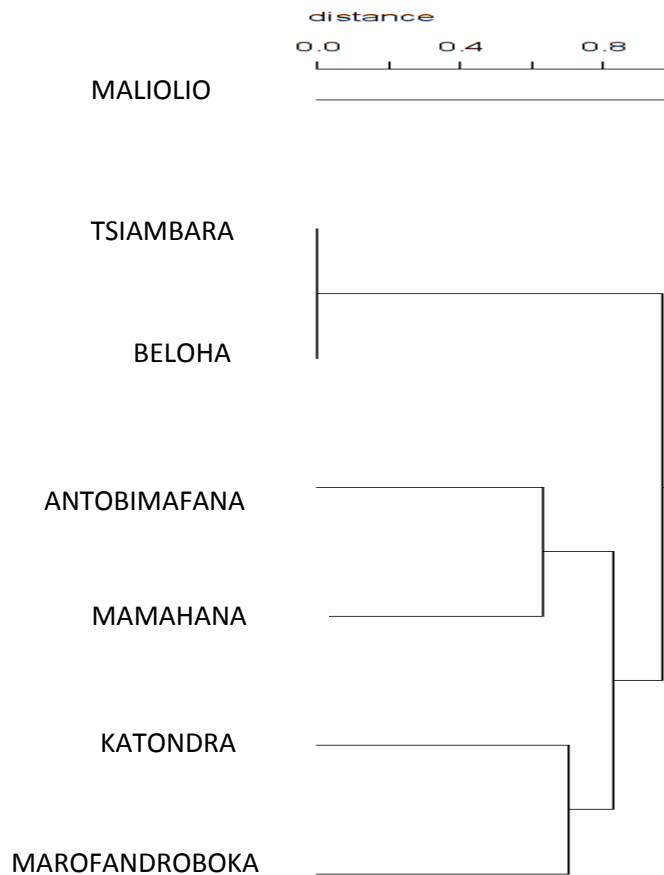 distance
0.0 0.4 0.8
MALIOLIO
TSIAMBARA
BELOHA
ANTOBIMAFANA
MAMAHANA
KATONDRA
MAROFANDROBOKA